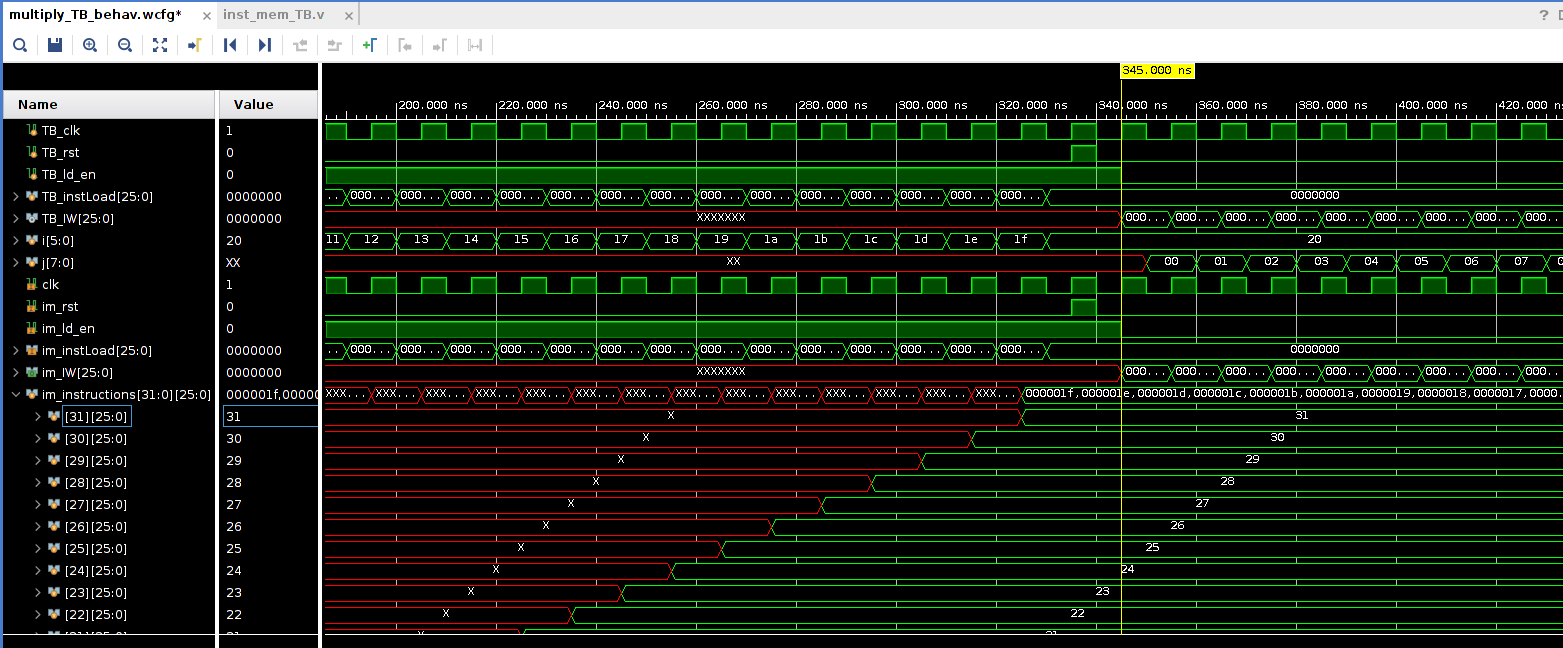 multiply_TB_behav.wcfg* × inst_mem_TB.v ×
?
345.000 ns
Name Value
200.000 ns 220.000 ns 240.000 ns 260.000 ns 280.000 ns 300.000 ns 320.000 ns 340.000 ns 360.000 ns 380.000 ns 400.000 ns 420.000 ns
TB_clk 1
TB_rst 0
TB_ld_en 0
TB_instLoad[25:0] 0000000 ... 000... 000... 000... 000... 000... 000... 000... 000... 000... 000... 000... 000... 000... 000... 0000000
TB_IW[25:0] 0000000 XXXXXXX 000... 000... 000... 000... 000... 000... 000... 000... 000...
i[5:0] 20 11 12 13 14 15 16 17 18 19 1a 1b 1c 1d 1e 1f 20
j[7:0] XX XX 00 01 02 03 04 05 06 07 0
clk 1
im_rst 0
im_ld_en 0
im_instLoad[25:0] 0000000 ... 000... 000... 000... 000... 000... 000... 000... 000... 000... 000... 000... 000... 000... 000... 0000000
im_IW[25:0] 0000000 XXXXXXX 000... 000... 000... 000... 000... 000... 000... 000... 000...
im_instructions[31:0][25:0] 000001f,00000 XXX... XXX... XXX... XXX... XXX... XXX... XXX... XXX... XXX... XXX... XXX... XXX... XXX... XXX... 000001f,000001e,000001d,000001c,000001b,000001a,0000019,0000018,0000017,0000...
[31][25:0] 31 X 31
[30][25:0] 30 X 30
[29][25:0] 29 X 29
[28][25:0] 28 X 28
[27][25:0] 27 X 27
[26][25:0] 26 X 26
[25][25:0] 25 X 25
[24][25:0] 24 X 24
[23][25:0] 23 X 23
[22][25:0] 22 X 22